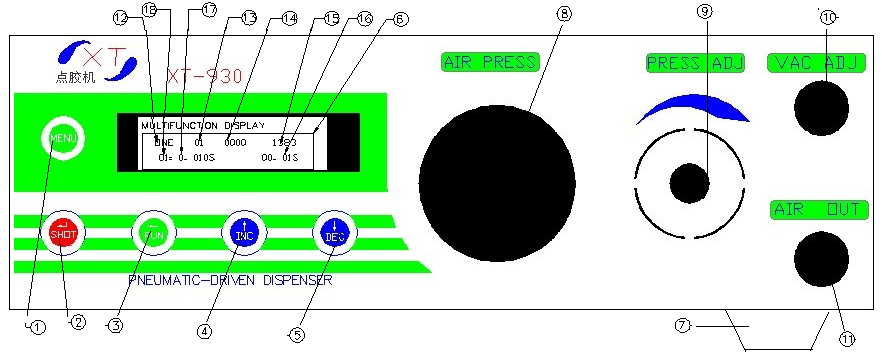 ⑫ ⑱ ⑰ ⑬ ⑭ ⑮ ⑯ ⑥ ⑧ ⑨ ⑩
XT
点胶机
XT-930
AIR PRESS
PRESS ADJ
VAC ADJ
MULTIFUNCTION DISPLAY
MENU
ONE 01 0000 1383
01= 0- 010S 00- 01S
AIR OUT
SHOT
RUN
INC
DEC
PNEUMATIC-DRIVEN DISPENSER
① ② ③ ④ ⑤ ⑦ ⑪